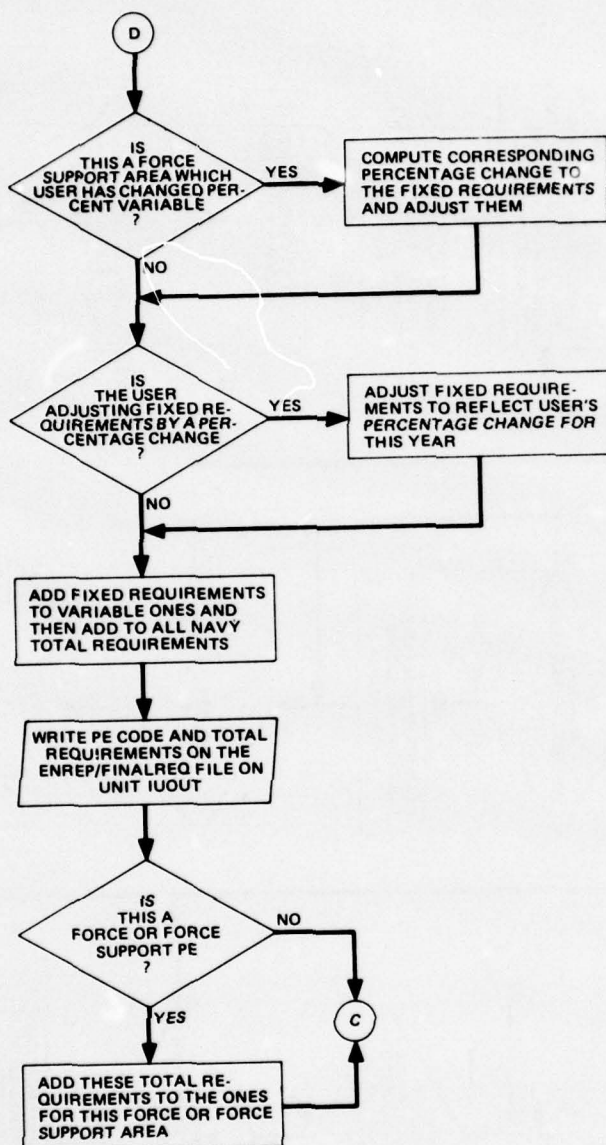 D
IS
THIS A FORCE
SUPPORT AREA WHICH
USER HAS CHANGED PER-
CENT VARIABLE
?
YES
COMPUTE CORRESPONDING
PERCENTAGE CHANGE TO
THE FIXED REQUIREMENTS
AND ADJUST THEM
NO
IS
THE USER
ADJUSTING FIXED RE-
QUIREMENTS BY A PER-
CENTAGE CHANGE
?
YES
ADJUST FIXED REQUIRE-
MENTS TO REFLECT USER'S
PERCENTAGE CHANGE FOR
THIS YEAR
NO
ADD FIXED REQUIREMENTS
TO VARIABLE ONES AND
THEN ADD TO ALL NAVY
TOTAL REQUIREMENTS
WRITE PE CODE AND TOTAL
REQUIREMENTS ON THE
ENREP/FINALREQ FILE ON
UNIT IUOUT
IS
THIS A
FORCE OR FORCE
SUPPORT PE
?
NO
YES
C
ADD THESE TOTAL RE-
QUIREMENTS TO THE ONES
FOR THIS FORCE OR FORCE
SUPPORT AREA